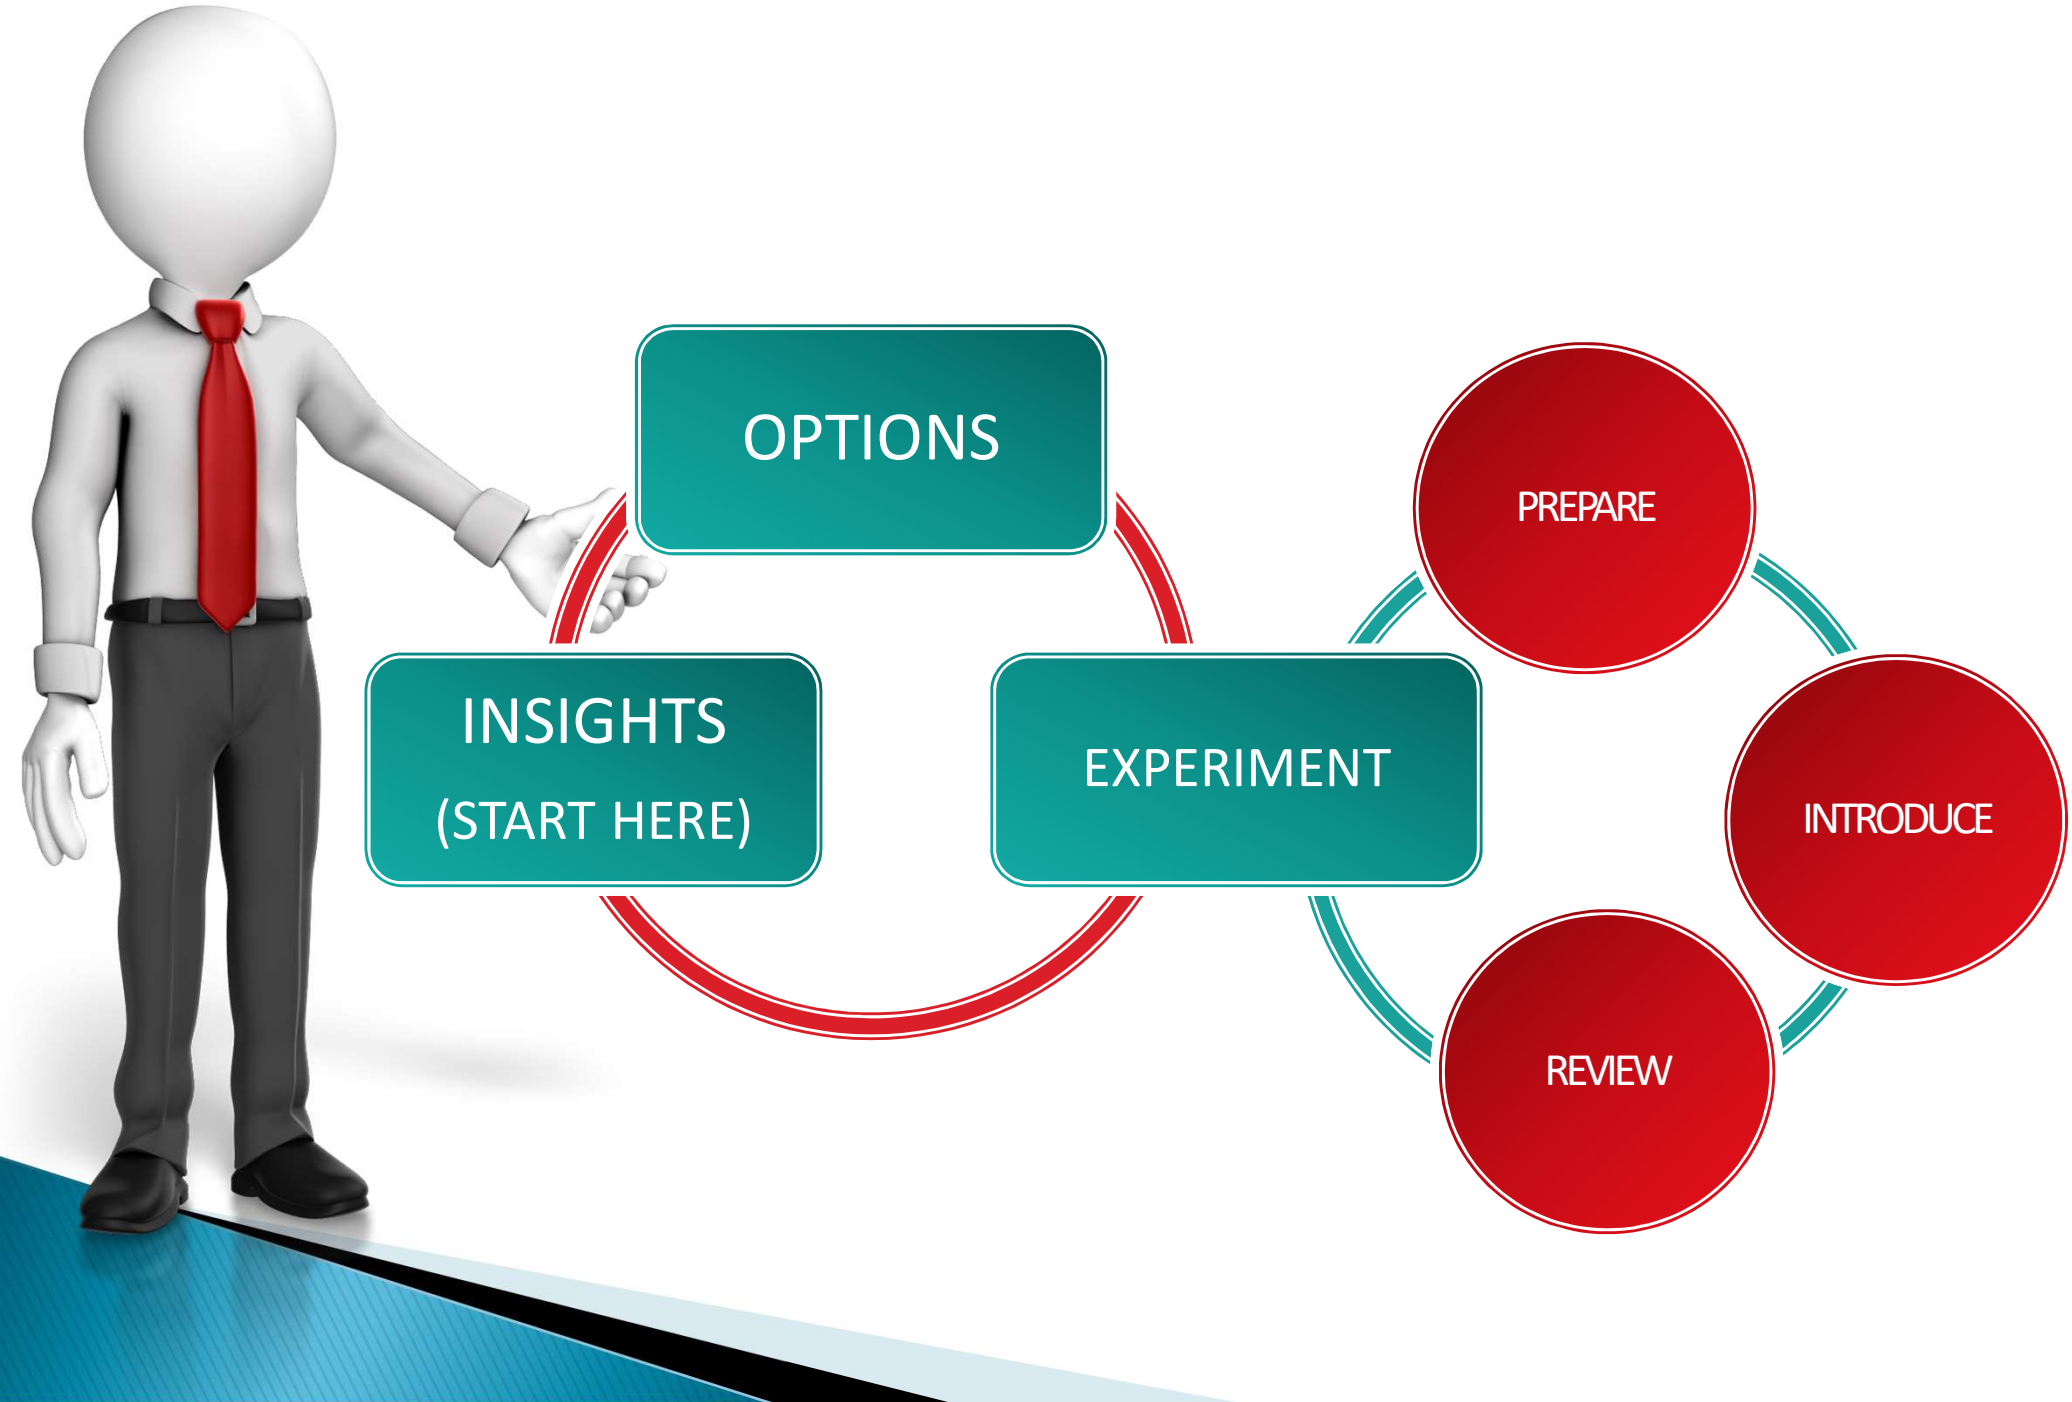 OPTIONS
PREPARE
INSIGHTS
(START HERE)
EXPERIMENT
INTRODUCE
REVIEW